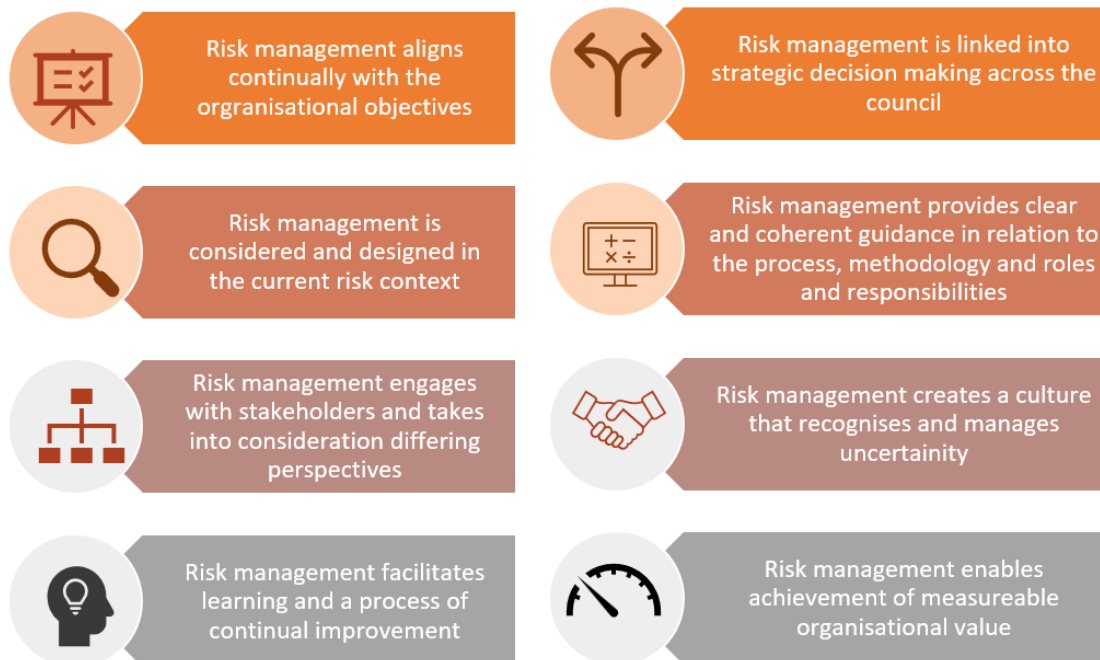 Risk management aligns
continually with the
orgranisational objectives
Risk management is linked into
strategic decision making across the
council
Risk management is
considered and designed in
the current risk context
Risk management provides clear
and coherent guidance in relation to
the process, methodology and roles
and responsibilities
Risk management engages
with stakeholders and takes
into consideration differing
perspectives
Risk management creates a culture
that recognises and manages
uncertainity
Risk management facilitates
learning and a process of
continual improvement
Risk management enables
achievement of measureable
organisational value